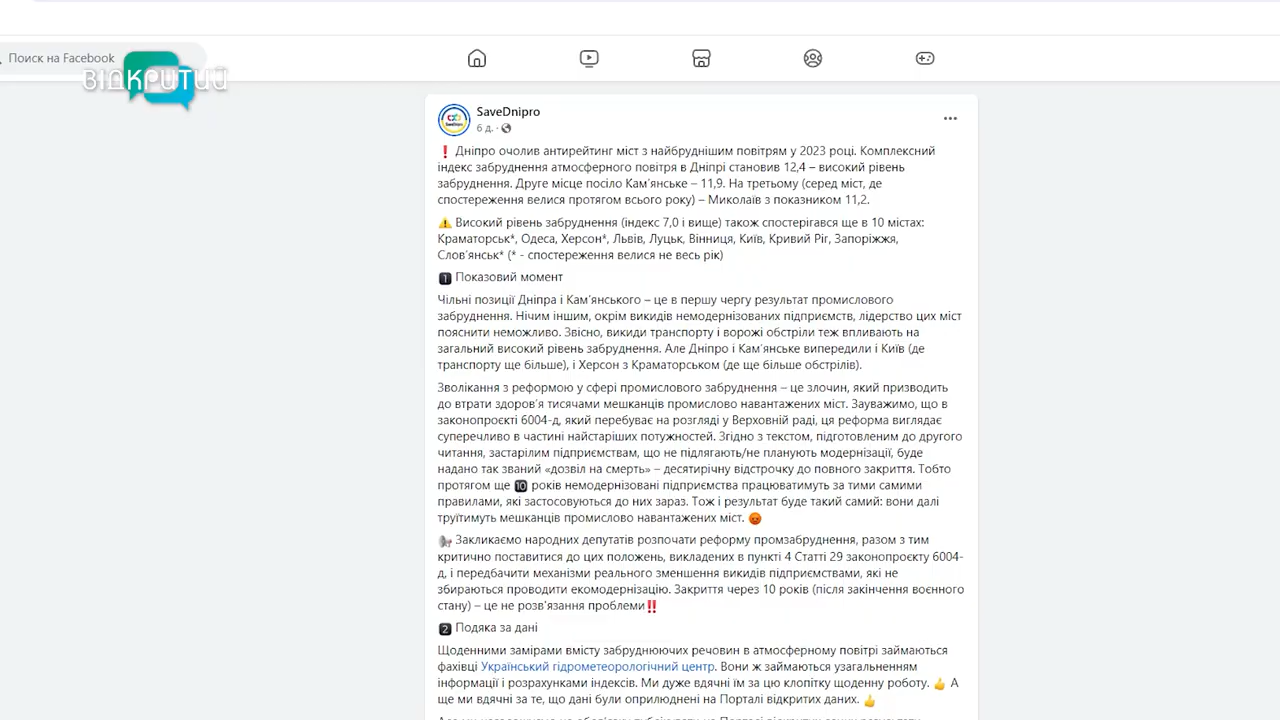 Поиск на Facebook
ВІДКРИТИЙ
SaveDnipro
6 д. ·
❗ Дніпро очолив антирейтинг міст з найбруднішим повітрям у 2023 році. Комплексний
індекс забруднення атмосферного повітря в Дніпрі становив 12,4 – високий рівень
забруднення. Друге місце посіло Кам'янське – 11,9. На третьому (серед міст, де
спостереження велися протягом всього року) – Миколаїв з показником 11,2.
⚠️ Високий рівень забруднення (індекс 7,0 і вище) також спостерігався ще в 10 містах:
Краматорськ*, Одеса, Херсон*, Львів, Луцьк, Вінниця, Київ, Кривий Ріг, Запоріжжя,
Слов'янськ* (* - спостереження велися не весь рік)
1 Показовий момент
Чільні позиції Дніпра і Кам'янського – це в першу чергу результат промислового
забруднення. Нічим іншим, окрім викидів немодернізованих підприємств, лідерство цих міст
пояснити неможливо. Звісно, викиди транспорту і ворожі обстріли теж впливають на
загальний високий рівень забруднення. Але Дніпро і Кам'янське випередили і Київ (де
транспорту ще більше), і Херсон з Краматорськом (де ще більше обстрілів).
Зволікання з реформою у сфері промислового забруднення – це злочин, який призводить
до втрати здоров'я тисячами мешканців промислово навантажених міст. Зауважимо, що в
законопроєкті 6004-д, який перебуває на розгляді у Верховній раді, ця реформа виглядає
суперечливо в частині найстаріших потужностей. Згідно з текстом, підготовленим до другого
читання, застарілим підприємствам, що не підлягають/не планують модернізації, буде
надано так званий «дозвіл на смерть» – десятирічну відстрочку до повного закриття. Тобто
протягом ще 10 років немодернізовані підприємства працюватимуть за тими самими
правилами, які застосовуються до них зараз. Тож і результат буде такий самий: вони далі
труїтимуть мешканців промислово навантажених міст. 😡
📢 Закликаємо народних депутатів розпочати реформу промзабруднення, разом з тим
критично поставитися до цих положень, викладених в пункті 4 Статті 29 законопроєкту 6004-
д, і передбачити механізми реального зменшення викидів підприємствами, які не
збираються проводити екомодернізацію. Закриття через 10 років (після закінчення воєнного
стану) – це не розв'язання проблеми‼️
2 Подяка за дані
Щоденними замірами вмісту забруднюючих речовин в атмосферному повітрі займаються
фахівці Український гідрометеорологічний центр. Вони ж займаються узагальненням
інформації і розрахунками індексів. Ми дуже вдячні їм за цю клопітку щоденну роботу. 👍 А
ще ми вдячні за те, що дані були оприлюднені на Порталі відкритих даних. 👍